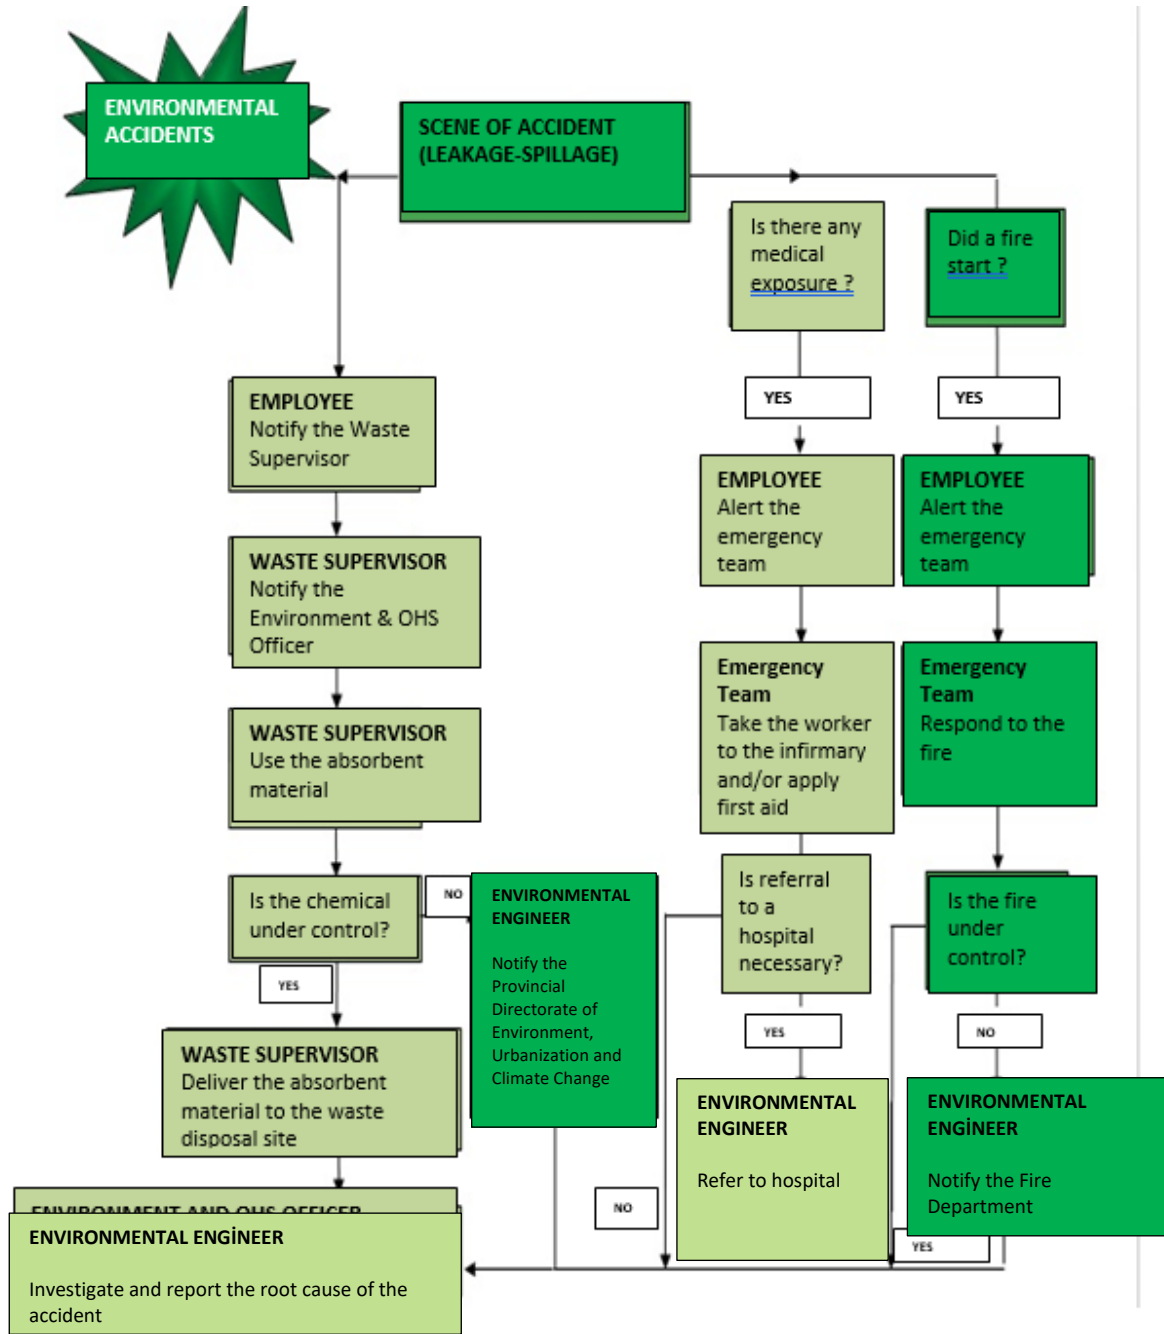 ENVIRONMENTAL
ACCIDENTS
SCENE OF ACCIDENT
(LEAKAGE-SPILLAGE)
Is there any
medical
exposure ?
Did a fire
start ?
YES
YES
EMPLOYEE
Notify the Waste
Supervisor
EMPLOYEE
Alert the
emergency
team
EMPLOYEE
Alert the
emergency
team
WASTE SUPERVISOR
Notify the
Environment & OHS
Officer
Emergency
Team
Take the worker
to the infirmary
and/or apply
first aid
Emergency
Team
Respond to the
fire
WASTE SUPERVISOR
Use the absorbent
material
Is the chemical
under control?
NO
YES
ENVIRONMENTAL
ENGINEER
Notify the
Provincial
Directorate of
Environment,
Urbanization and
Climate Change
Is referral
to a
hospital
necessary?
Is the fire
under
control?
YES
NO
WASTE SUPERVISOR
Deliver the absorbent
material to the waste
disposal site
ENVIRONMENTAL
ENGINEER
Refer to hospital
ENVIRONMENTAL
ENGİNEER
Notify the Fire
Department
NO
YES
ENVIRONMENT AND OHS OFFICER
ENVIRONMENTAL ENGİNEER
Investigate and report the root cause of the
accident